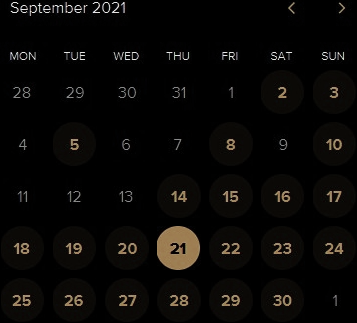 September 2021
MON TUE WED THU FRI SAT SUN
28 29 30 31 1 2 3
4 5 6 7 8 9 10
11 12 13 14 15 16 17
18 19 20 21 22 23 24
25 26 27 28 29 30 1